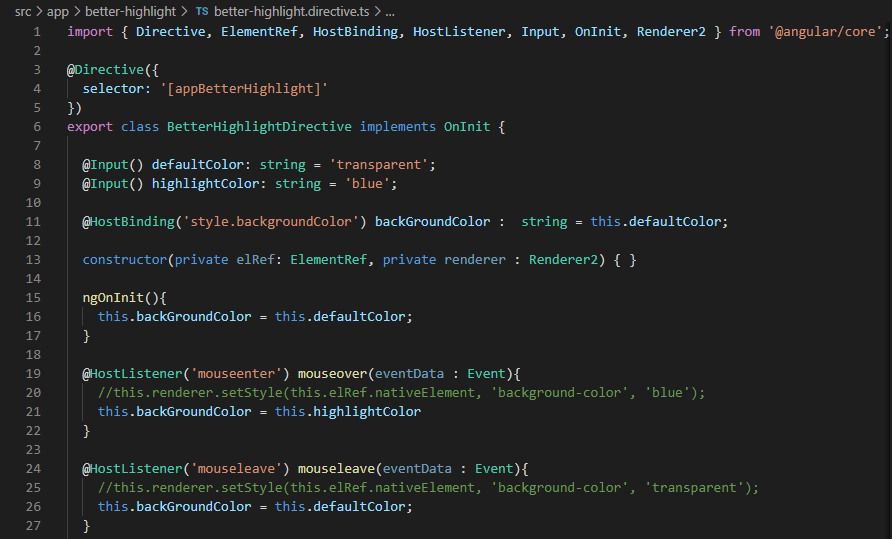 src > app > better-highlight > TS better-highlight.directive.ts > ...
1 import { Directive, ElementRef, HostBinding, HostListener, Input, OnInit, Renderer2 } from '@angular/core';
2
3 @Directive({
4   selector: '[appBetterHighlight]'
5 })
6 export class BetterHighlightDirective implements OnInit {
7
8   @Input() defaultColor: string = 'transparent';
9   @Input() highlightColor: string = 'blue';
10
11   @HostBinding('style.backgroundColor') backGroundColor :  string = this.defaultColor;
12
13   constructor(private elRef: ElementRef, private renderer : Renderer2) { }
14
15   ngOnInit(){
16     this.backGroundColor = this.defaultColor;
17   }
18
19   @HostListener('mouseenter') mouseover(eventData : Event){
20     //this.renderer.setStyle(this.elRef.nativeElement, 'background-color', 'blue');
21     this.backGroundColor = this.highlightColor
22   }
23
24   @HostListener('mouseleave') mouseleave(eventData : Event){
25     //this.renderer.setStyle(this.elRef.nativeElement, 'background-color', 'transparent');
26     this.backGroundColor = this.defaultColor;
27   }